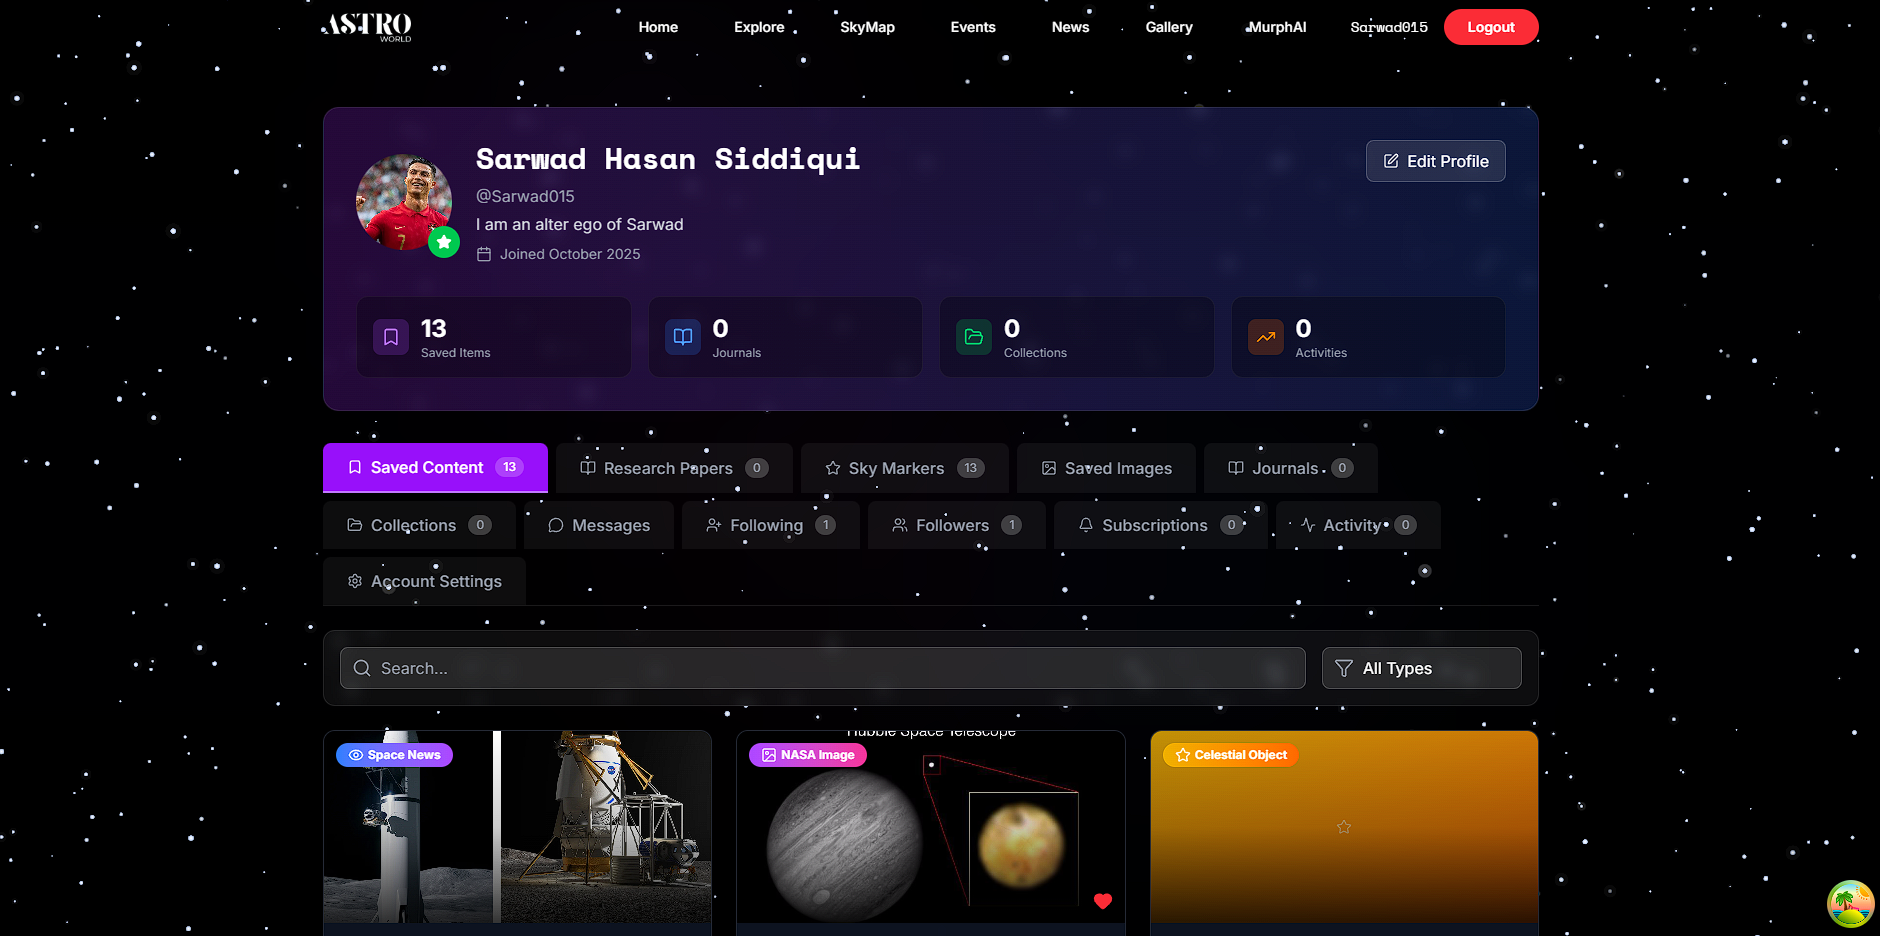 ASTRO
WORLD
Home
Explore
SkyMap
Events
News
Gallery
MurphAI
Sarwad015
Logout
Sarwad Hasan Siddiqui
@Sarwad015
I am an alter ego of Sarwad
Joined October 2025
Edit Profile
13
Saved Items
0
Journals
0
Collections
0
Activities
Saved Content 13
Research Papers 0
Sky Markers 13
Saved Images
Journals 0
Collections 0
Messages
Following 1
Followers 1
Subscriptions 0
Activity 0
Account Settings
Search...
All Types
Space News
Hubble Space Telescope
NASA Image
Celestial Object
7